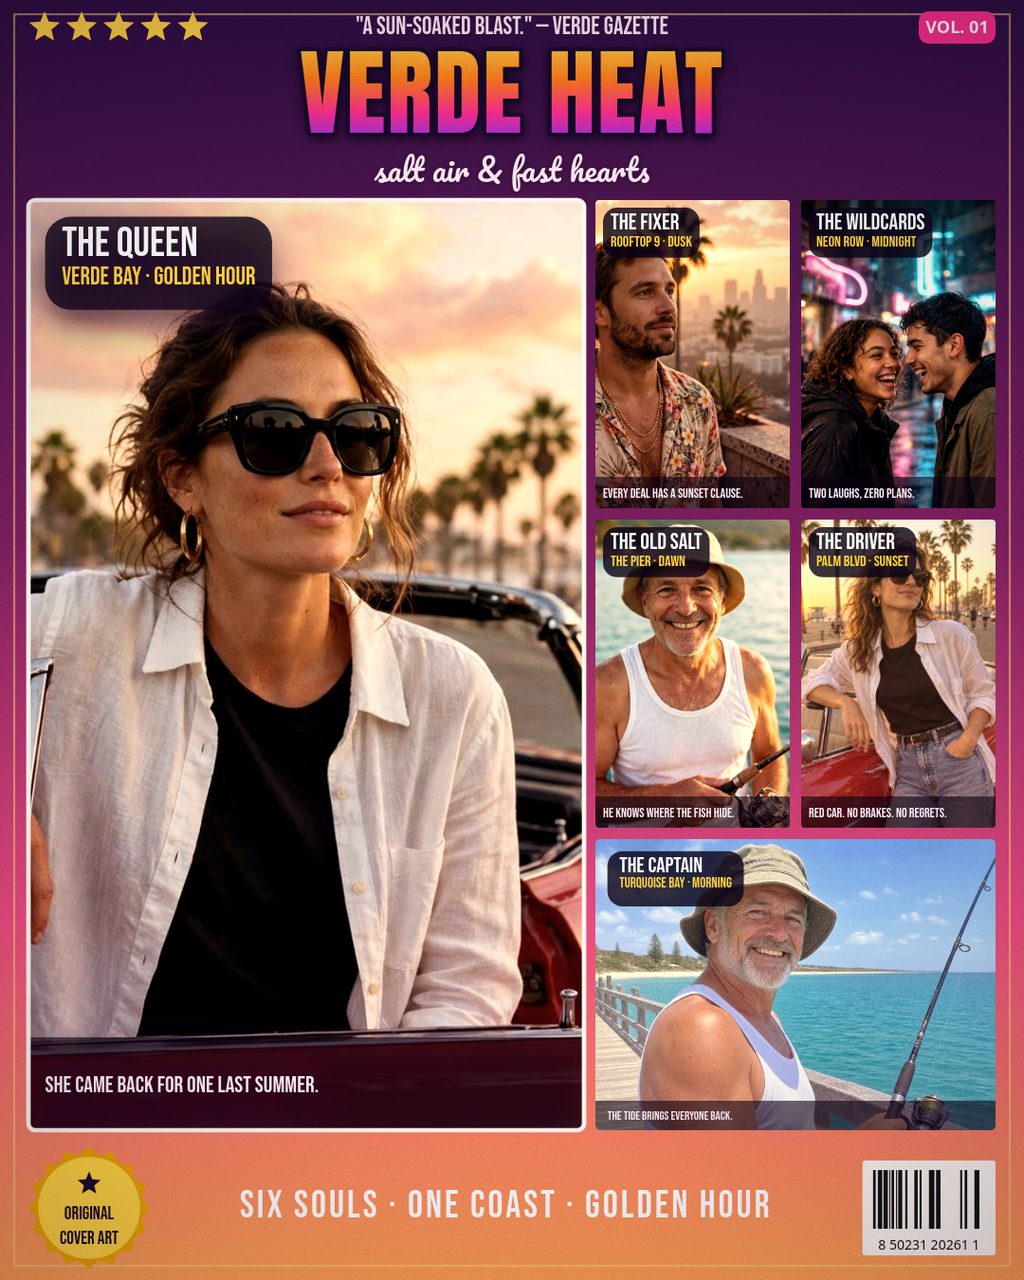 "A SUN-SOAKED BLAST." — VERDE GAZETTE
VOL. 01
VERDE HEAT
salt air & fast hearts
THE QUEEN
VERDE BAY · GOLDEN HOUR
SHE CAME BACK FOR ONE LAST SUMMER.
THE FIXER
ROOFTOP 9 · DUSK
EVERY DEAL HAS A SUNSET CLAUSE.
THE WILDCARDS
NEON ROW · MIDNIGHT
TWO LAUGHS, ZERO PLANS.
THE OLD SALT
THE PIER · DAWN
HE KNOWS WHERE THE FISH HIDE.
THE DRIVER
PALM BLVD · SUNSET
RED CAR. NO BRAKES. NO REGRETS.
THE CAPTAIN
TURQUOISE BAY · MORNING
THE TIDE BRINGS EVERYONE BACK.
ORIGINAL
COVER ART
SIX SOULS · ONE COAST · GOLDEN HOUR
8 50231 20261 1